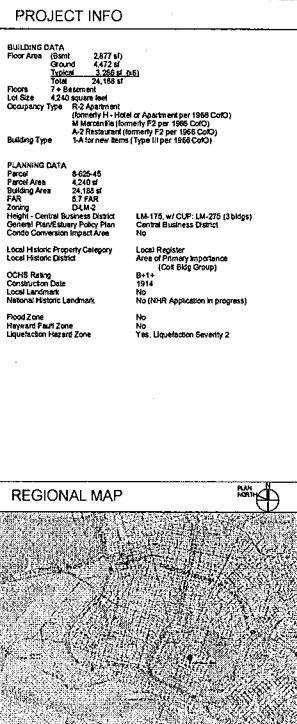 PROJECT INFO
BUILDING DATA
Floor Area (Bsmt 2,877 sf)
Ground 4,472 sf
Typical 3,286 sf (x6)
Total 24,188 sf
Floors 7 + Basement
Lot Size 4,240 square feet
Occupancy Type R-2 Apartment
(formerly H - Hotel or Apartment per 1966 CofO)
M Mercantile (formerly F2 per 1966 CofO)
A-2 Restaurant (formerly F2 per 1966 CofO)
Building Type 1-A for new items (Type III per 1966 CofO)
PLANNING DATA
Parcel 8-625-45
Parcel Area 4,240 sf
Building Area 24,188 sf
FAR 5.7 FAR
Zoning D-LM-2
Height - Central Business District LM-175, w/ CUP: LM-275 (3 bldgs)
General Plan/Estuary Policy Plan Central Business District
Condo Conversion Impact Area No
Local Historic Property Category Local Register
Local Historic District Area of Primary Importance
(Coit Bldg Group)
OCHS Rating B+1+
Construction Date 1914
Local Landmark No
National Historic Landmark No (NHR Application in progress)
Flood Zone No
Hayward Fault Zone No
Liquefaction Hazard Zone Yes, Liquefaction Severity 2
REGIONAL MAP
PLAN
NORTH